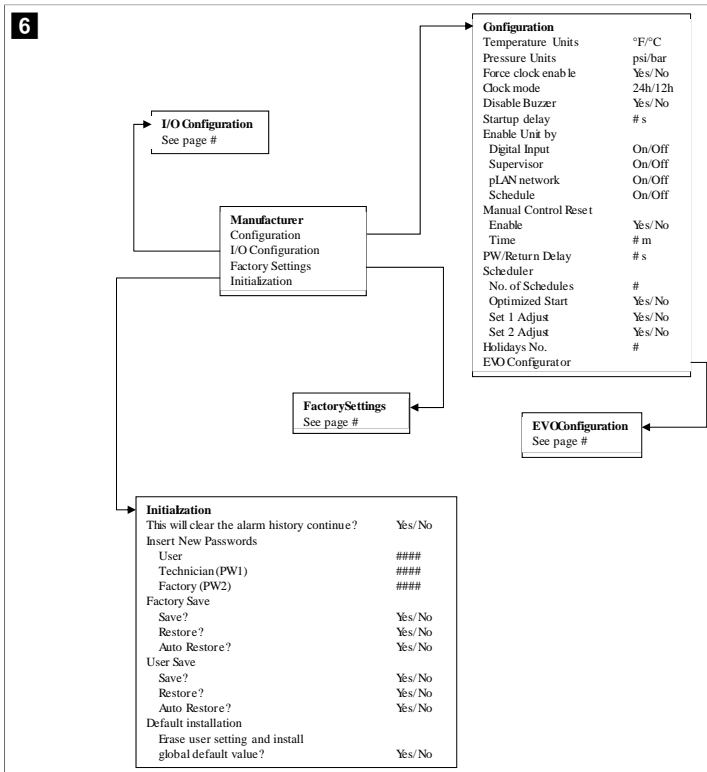 6
Configuration
Temperature Units °F/°C
Pressure Units psi/bar
Force clock enable Yes/No
Clock mode 24h/12h
Disable Buzzer Yes/No
Startup delay # s
Enable Unit by
Digital Input On/Off
Supervisor On/Off
pLAN network On/Off
Schedule On/Off
Manual Control Reset
Enable Yes/No
Time # m
PW/Return Delay # s
Scheduler
No. of Schedules #
Optimized Start Yes/No
Set 1 Adjust Yes/No
Set 2 Adjust Yes/No
Holidays No. #
EVO Configurator
I/O Configuration
See page #
Manufacturer
Configuration
I/O Configuration
Factory Settings
Initialization
FactorySettings
See page #
EVOConfiguration
See page #
Initialzation
This will clear the alarm history continue? Yes/No
Insert New Passwords
User ####
Technician (PW1) ####
Factory (PW2) ####
Factory Save
Save? Yes/No
Restore? Yes/No
Auto Restore? Yes/No
User Save
Save? Yes/No
Restore? Yes/No
Auto Restore? Yes/No
Default installation
Erase user setting and install
global default value? Yes/No